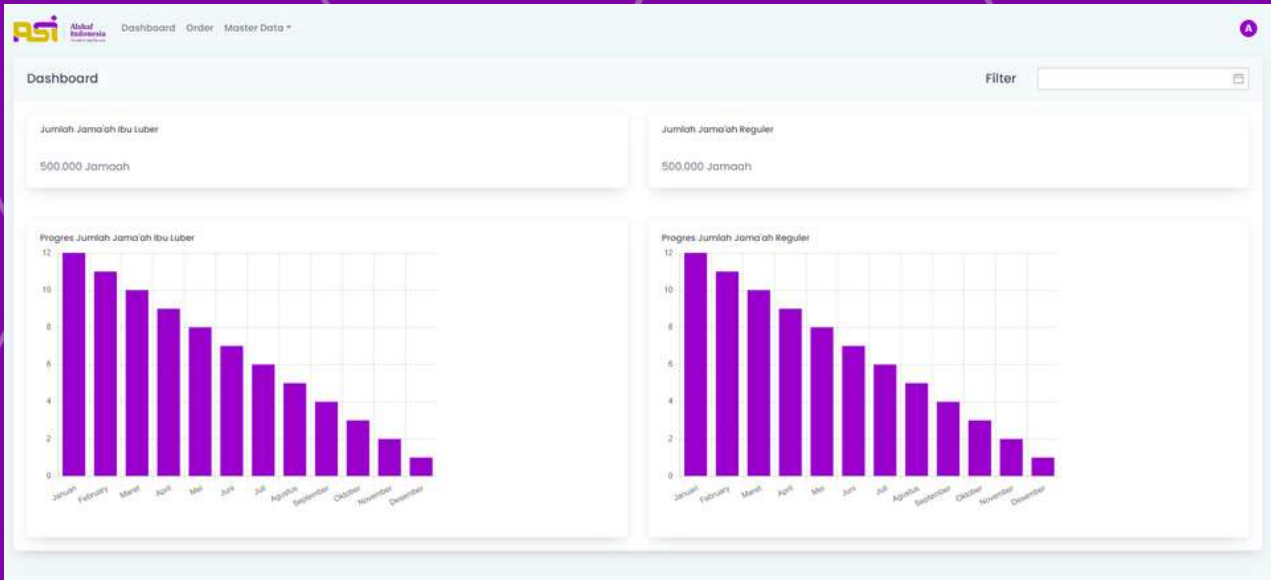 ASI
Alshaf
Indonesia
Dashboard Order Master Data
A
Dashboard
Filter
Jumlah Jama'ah Ibu Luber
500.000 Jamaah
Jumlah Jama'ah Reguler
500.000 Jamaah
Progres Jumlah Jama'ah Ibu Luber
12
10
8
6
4
2
0
Januari February Maret April Mei Juni Juli Agustus September Oktober November Desember
Progres Jumlah Jama'ah Reguler
12
10
8
6
4
2
0
Januari February Maret April Mei Juni Juli Agustus September Oktober November Desember